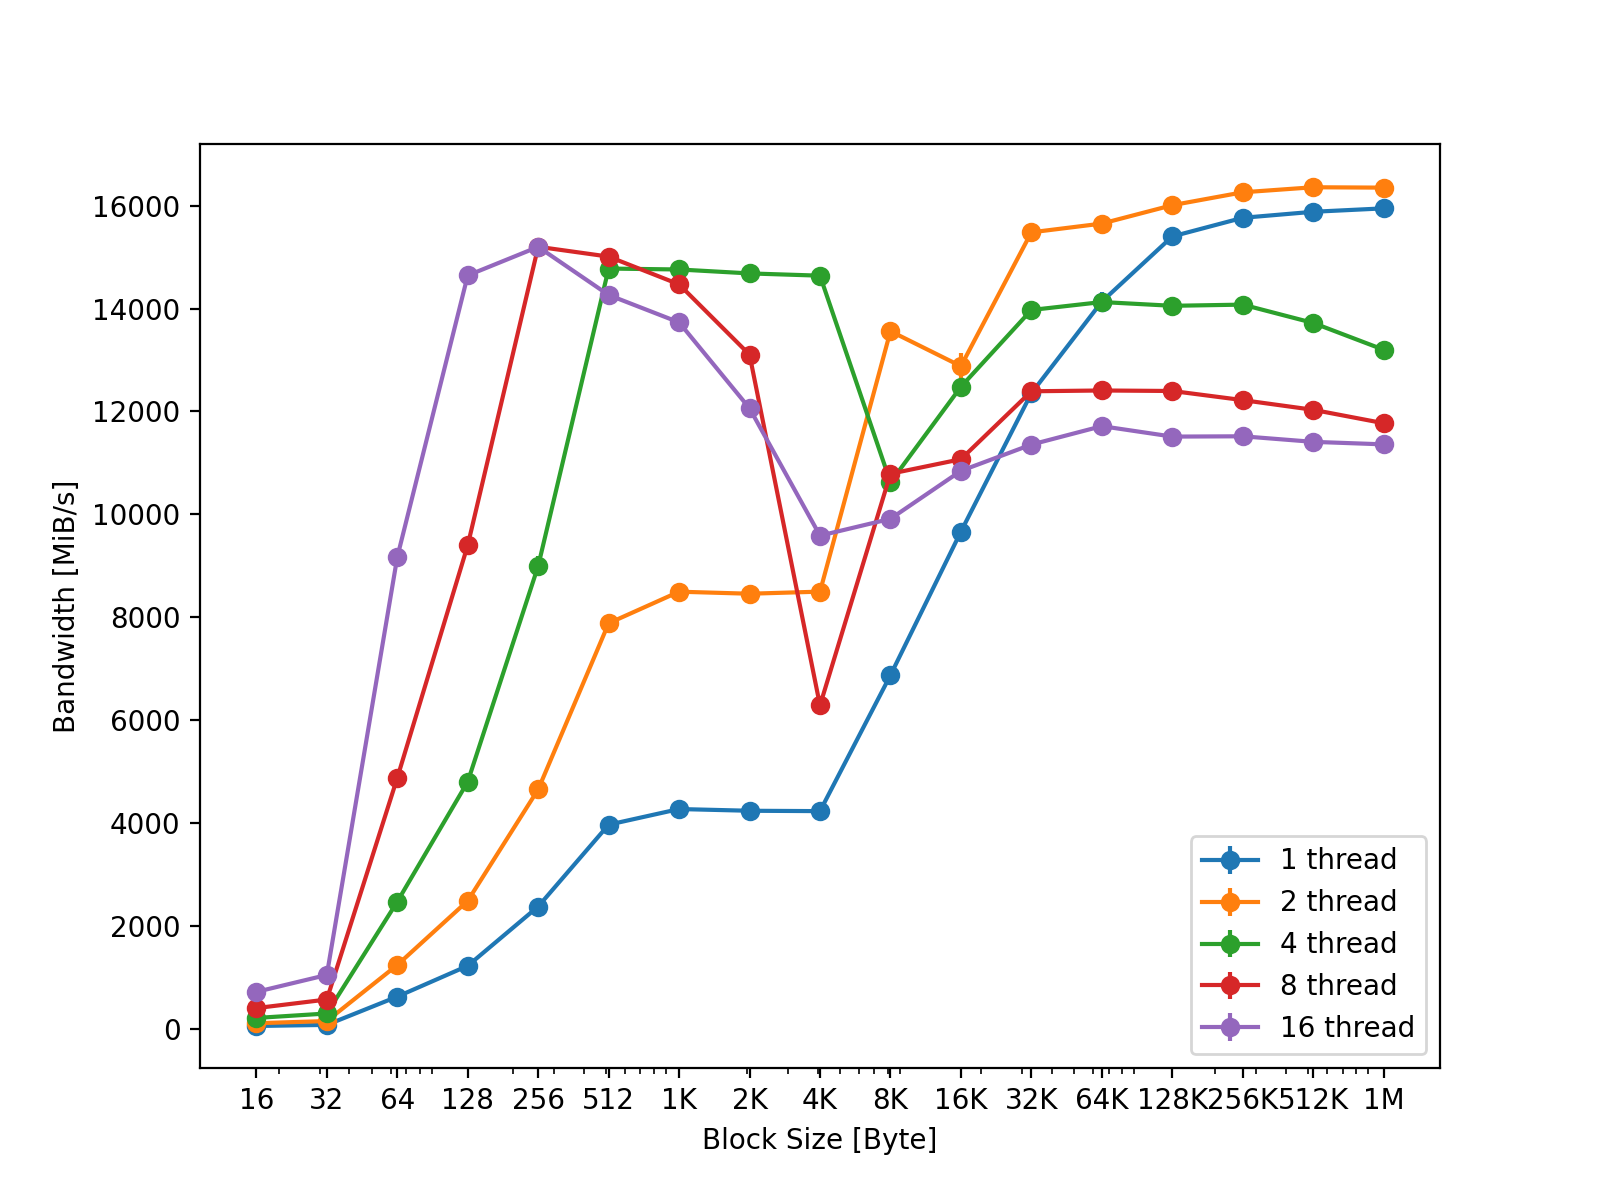 16000
14000
12000
10000
8000
6000
4000
2000
0
Bandwidth [MiB/s]
1 thread
2 thread
4 thread
8 thread
16 thread
16 32 64 128 256 512 1K 2K 4K 8K 16K 32K 64K 128K 256K 512K 1M
Block Size [Byte]